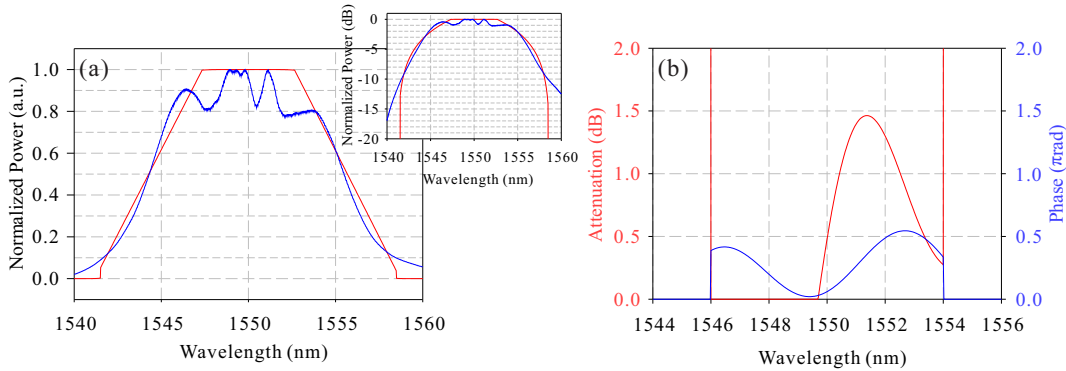 (a)
Normalized Power (a.u.)
1.0
0.8
0.6
0.4
0.2
0.0
1540 1545 1550 1555 1560
Wavelength (nm)
Normalized Power (dB)
0
-5
-10
-15
-20
1540 1545 1550 1555 1560
Wavelength (nm)
(b)
Attenuation (dB)
2.0
1.5
1.0
0.5
0.0
1544 1546 1548 1550 1552 1554 1556
Wavelength (nm)
2.0
1.5
1.0
0.5
0.0
Phase (πrad)